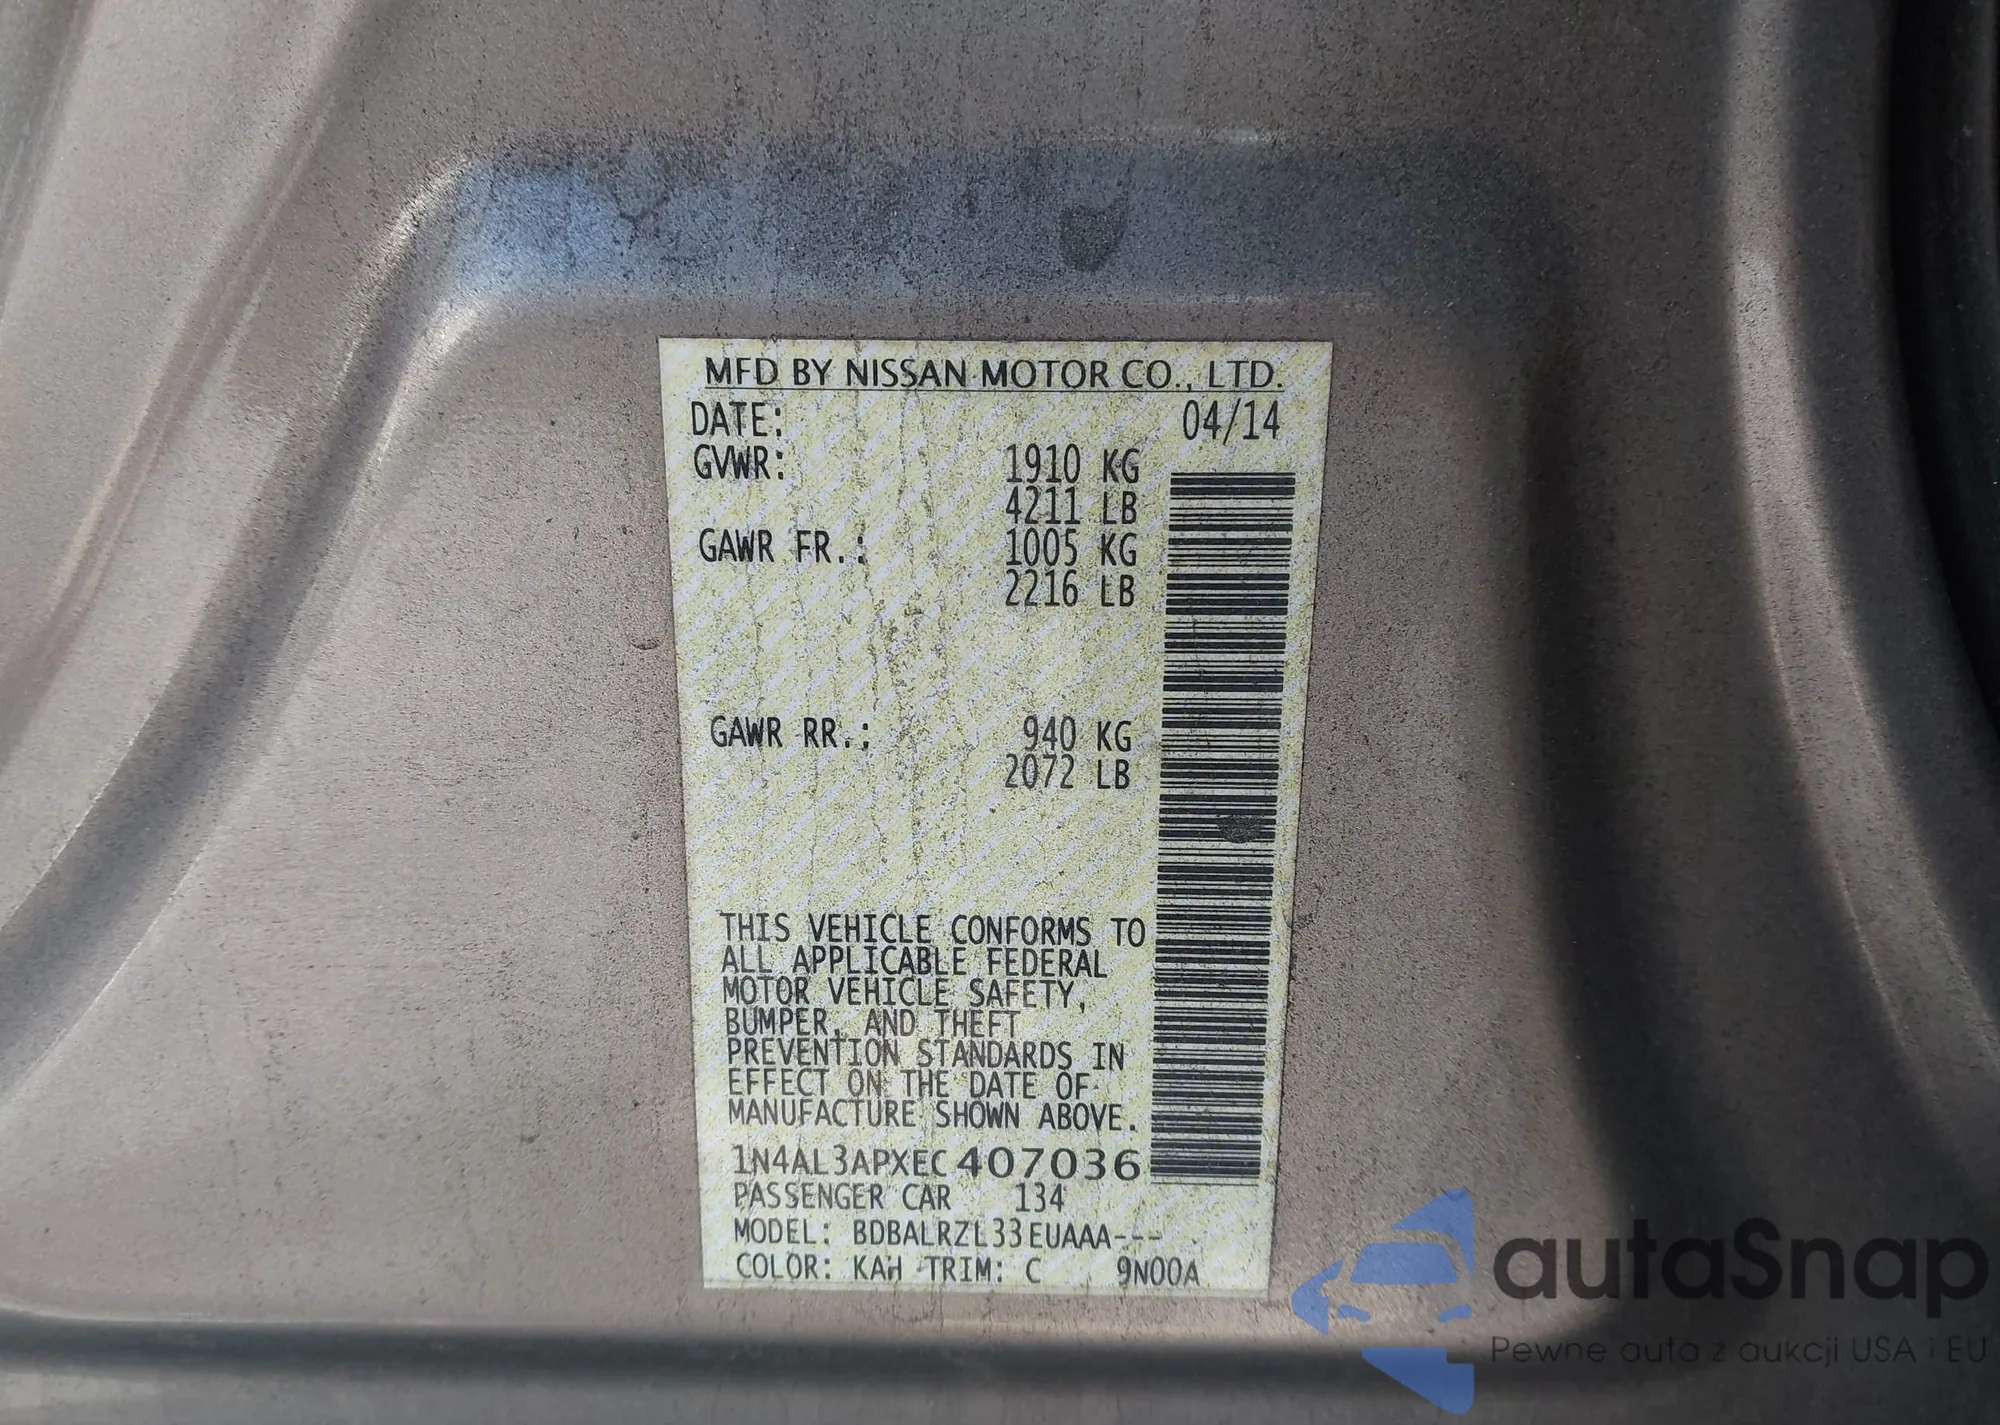 MFD BY NISSAN MOTOR CO., LTD.
DATE: 04/14
GVWR: 1910 KG
4211 LB
GAWR FR.: 1005 KG
2216 LB
GAWR RR.: 940 KG
2072 LB
THIS VEHICLE CONFORMS TO
ALL APPLICABLE FEDERAL
MOTOR VEHICLE SAFETY,
BUMPER, AND THEFT
PREVENTION STANDARDS IN
EFFECT ON THE DATE OF
MANUFACTURE SHOWN ABOVE.
1N4AL3APXEC407036
PASSENGER CAR 134
MODEL: BDBALRZL33EUAAA---
COLOR: KAH TRIM: C 9N00A
autaSnap
Pewne auta z aukcji USA i EU